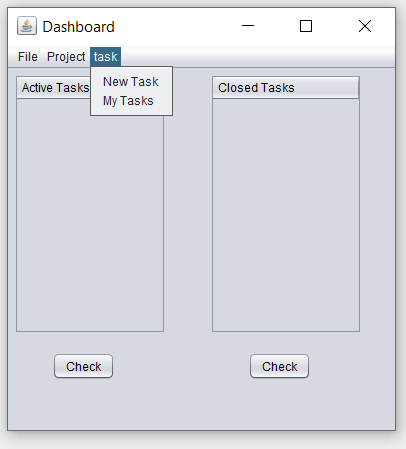 Dashboard
File Project task
New Task
My Tasks
Active Tasks
Closed Tasks
Check
Check